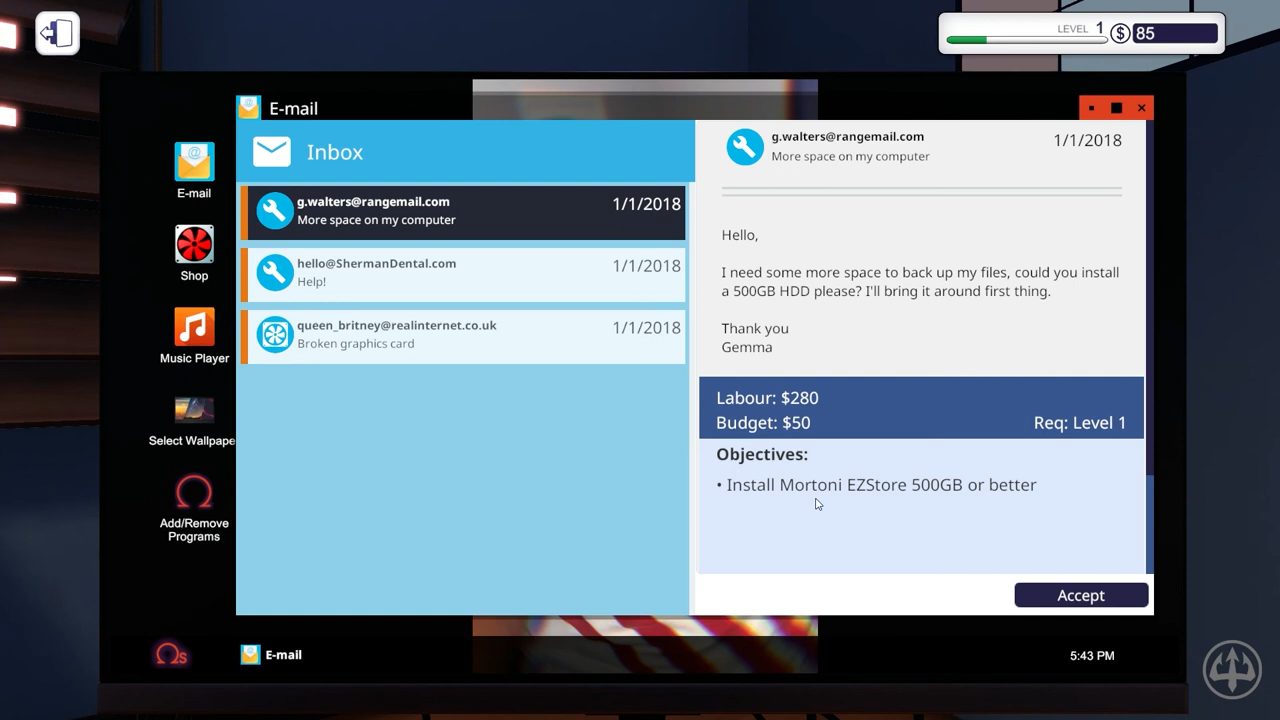 LEVEL 1 $ 85
E-mail
Inbox
g.walters@rangemail.com 1/1/2018
More space on my computer
hello@ShermanDental.com 1/1/2018
Help!
queen_britney@realinternet.co.uk 1/1/2018
Broken graphics card
g.walters@rangemail.com 1/1/2018
More space on my computer
Hello,
I need some more space to back up my files, could you install
a 500GB HDD please? I'll bring it around first thing.
Thank you
Gemma
Labour: $280
Budget: $50 Req: Level 1
Objectives:
• Install Mortoni EZStore 500GB or better
Accept
E-mail
Shop
Music Player
Select Wallpape
Add/Remove
Programs
Ωs
E-mail
5:43 PM